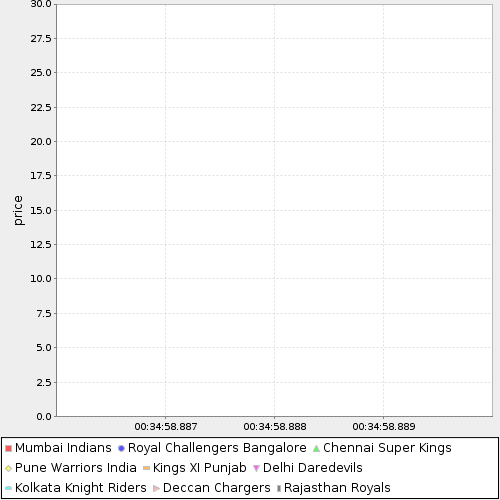 30.0
27.5
25.0
22.5
20.0
17.5
15.0
12.5
10.0
7.5
5.0
2.5
0.0
price
00:34:58.887 00:34:58.888 00:34:58.889
Mumbai Indians Royal Challengers Bangalore Chennai Super Kings
Pune Warriors India Kings XI Punjab Delhi Daredevils
Kolkata Knight Riders Deccan Chargers Rajasthan Royals